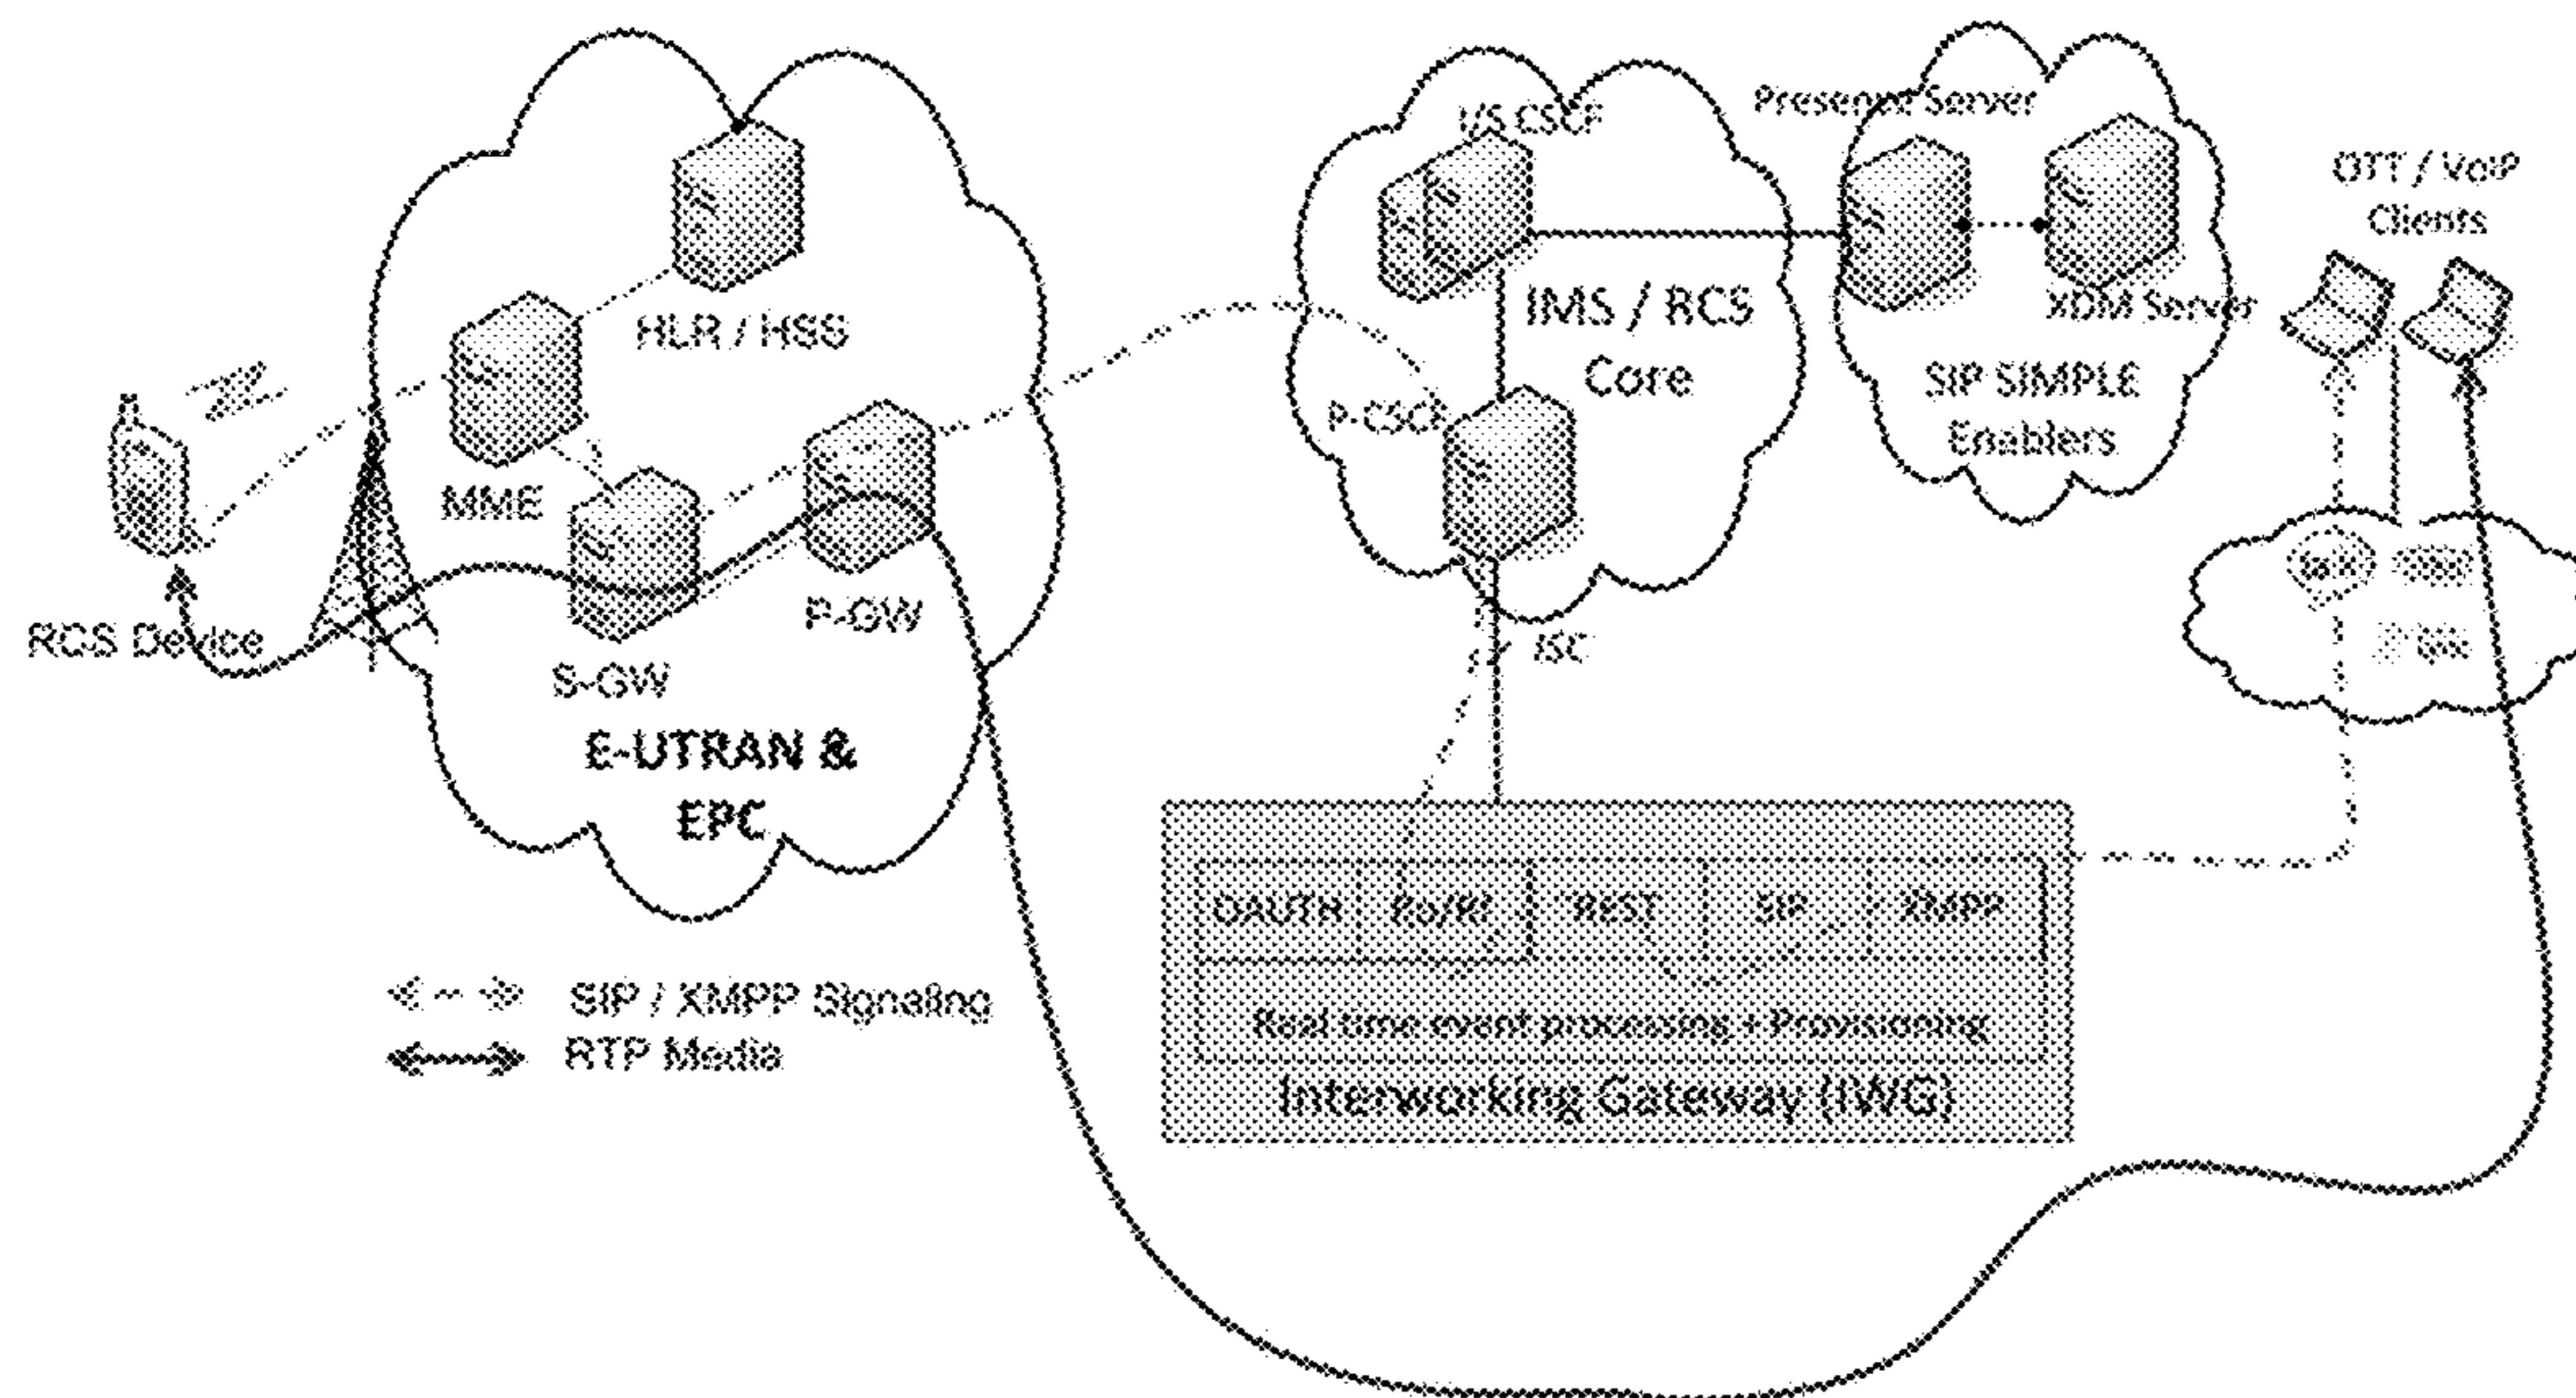 I/S CSCF
Presence Server
OTT / VoIP
Clients
HLR / HSS
IMS / RCS
Core
XDM Server
SIP SIMPLE
Enablers
P-CSCF
MME
P-GW
RCS Device
S-GW
ISC
E-UTRAN &
EPC
OAUTH
Ro/Rf
REST
SIP
XMPP
SIP / XMPP Signaling
RTP Media
Real time event processing + Provisioning
Interworking Gateway (IWG)